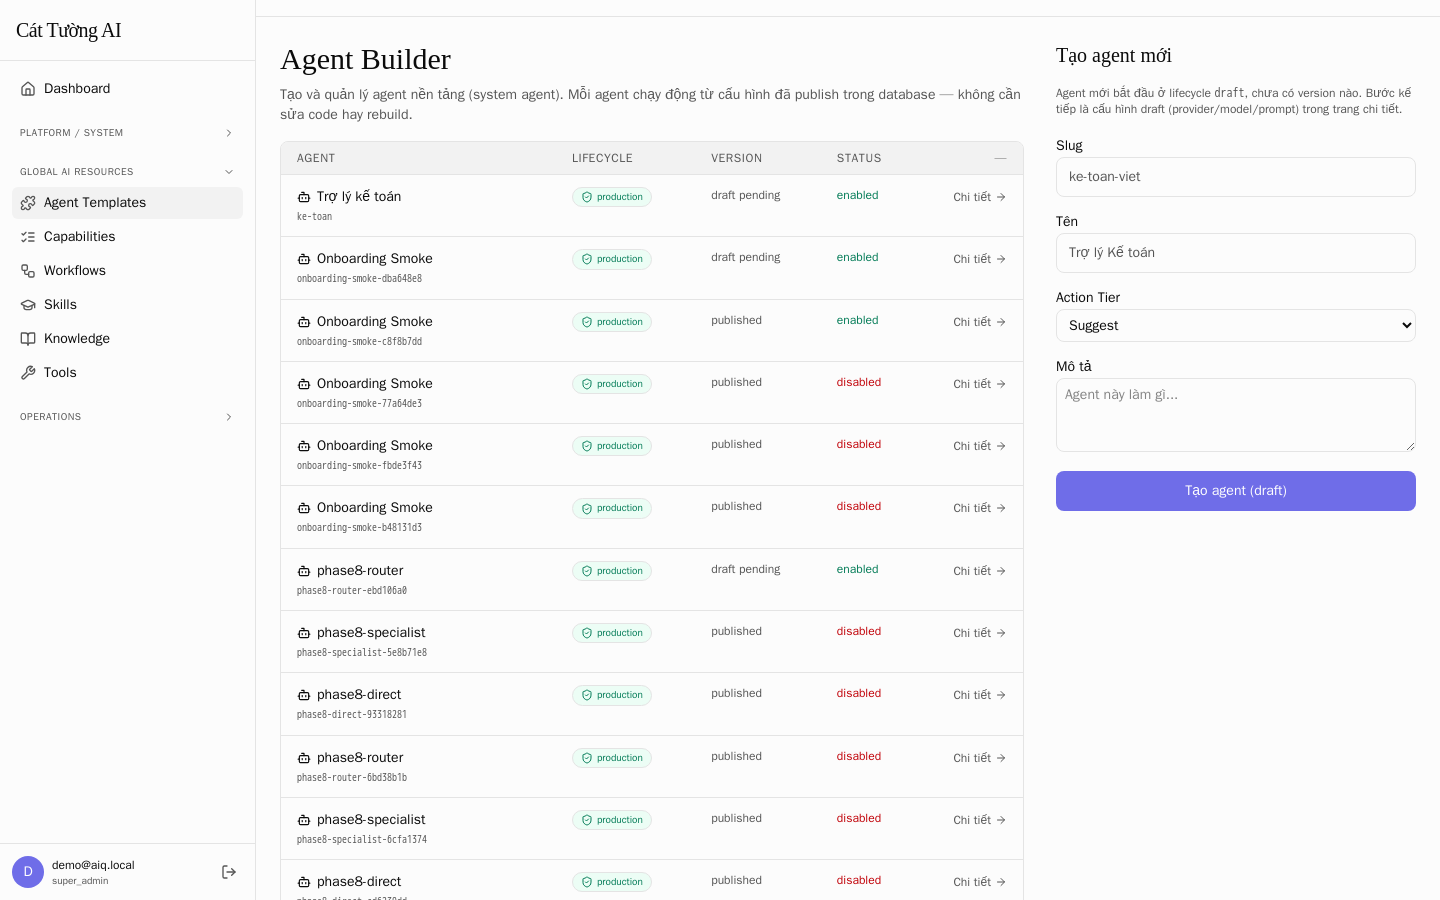 Cát Tường AI
Dashboard
PLATFORM / SYSTEM
GLOBAL AI RESOURCES
Agent Templates
Capabilities
Workflows
Skills
Knowledge
Tools
OPERATIONS
D
demo@aiq.local
super_admin
Agent Builder
Tạo và quản lý agent nền tảng (system agent). Mỗi agent chạy động từ cấu hình đã publish trong database — không cần
sửa code hay rebuild.
AGENT LIFECYCLE VERSION STATUS —
Trợ lý kế toán production draft pending enabled Chi tiết →
ke-toan
Onboarding Smoke production draft pending enabled Chi tiết →
onboarding-smoke-dba648e8
Onboarding Smoke production published enabled Chi tiết →
onboarding-smoke-c8f8b7dd
Onboarding Smoke production published disabled Chi tiết →
onboarding-smoke-77a64de3
Onboarding Smoke production published disabled Chi tiết →
onboarding-smoke-fbde3f43
Onboarding Smoke production published disabled Chi tiết →
onboarding-smoke-b48131d3
phase8-router production draft pending enabled Chi tiết →
phase8-router-ebd106a0
phase8-specialist production published disabled Chi tiết →
phase8-specialist-5e8b71e8
phase8-direct production published disabled Chi tiết →
phase8-direct-93318281
phase8-router production published disabled Chi tiết →
phase8-router-6bd38b1b
phase8-specialist production published disabled Chi tiết →
phase8-specialist-6cfa1374
phase8-direct production published disabled Chi tiết →
Tạo agent mới
Agent mới bắt đầu ở lifecycle draft, chưa có version nào. Bước kế
tiếp là cấu hình draft (provider/model/prompt) trong trang chi tiết.
Slug
ke-toan-viet
Tên
Trợ lý Kế toán
Action Tier
Suggest
Mô tả
Agent này làm gì...
Tạo agent (draft)